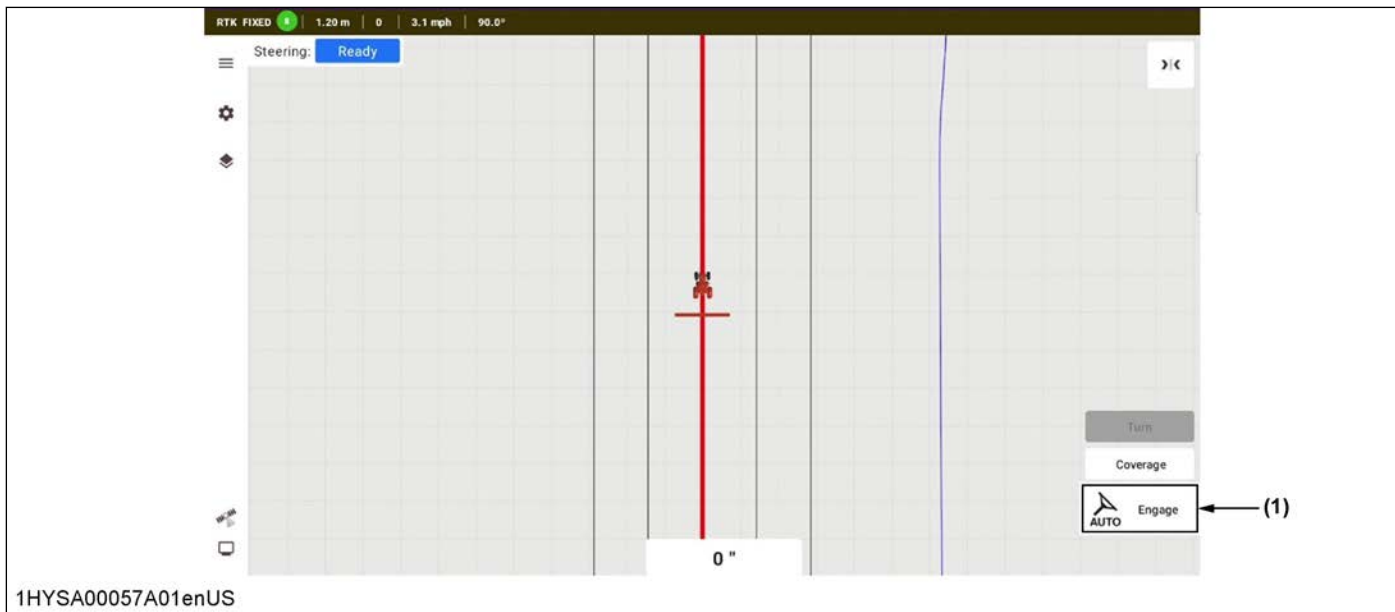 RTK FIXED 8 1.20 m 0 3.1 mph 90.0°
Steering: Ready
Turn
Coverage
AUTO Engage
(1)
0 "
1HYSA00057A01enUS